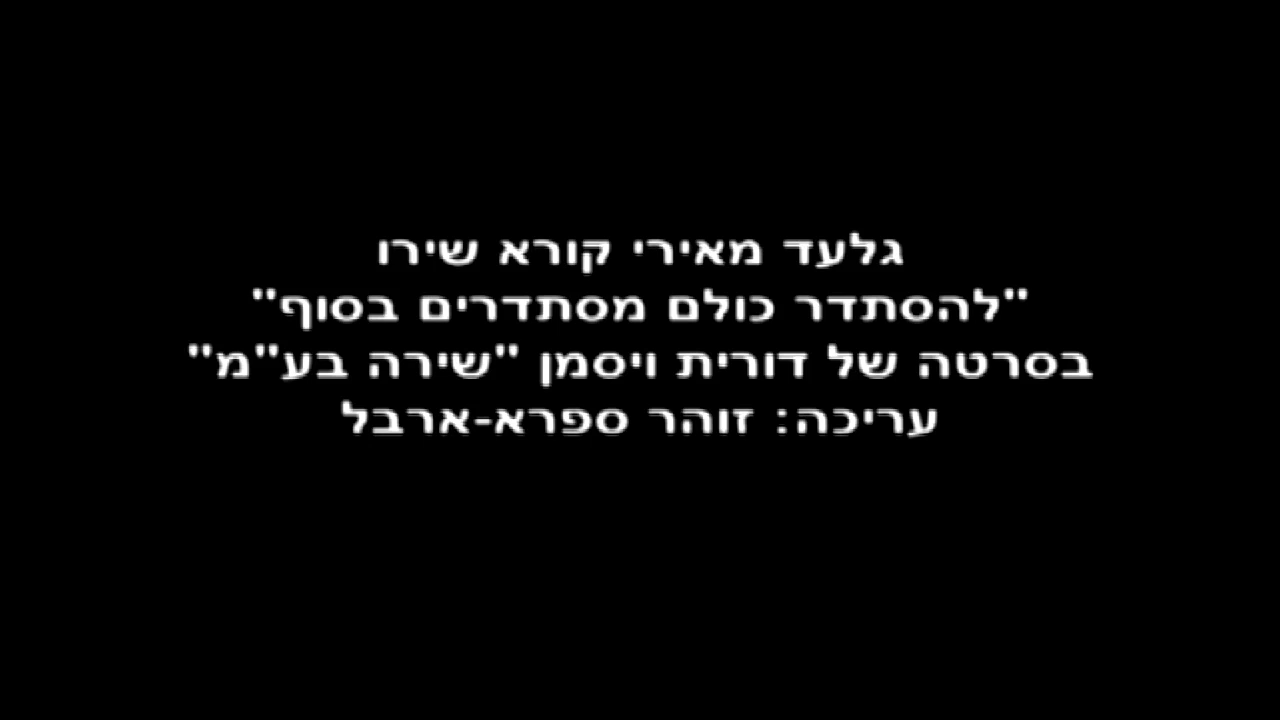 גלעד מאירי קורא שירו
"להסתדר כולם מסתדרים בסוף"
בסרטה של דורית ויסמן "שירה בע"מ"
עריכה: זוהר ספרא-ארבל